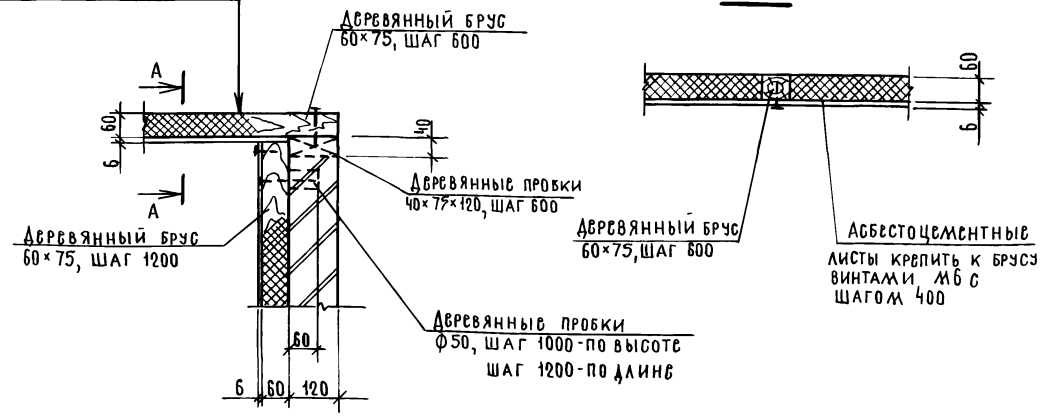 Деревянный брус
60×75, шаг 600
А
60
6
А
40
Деревянные пробки
40×75×120, шаг 600
Деревянный брус
60×75, шаг 1200
Деревянные пробки
Ф50, шаг 1000-по высоте
шаг 1200-по длине
60
6
60
120
60
6
Деревянный брус
60×75, шаг 600
Асбестоцементные
листы крепить к брусу
винтами М6 с
шагом 400